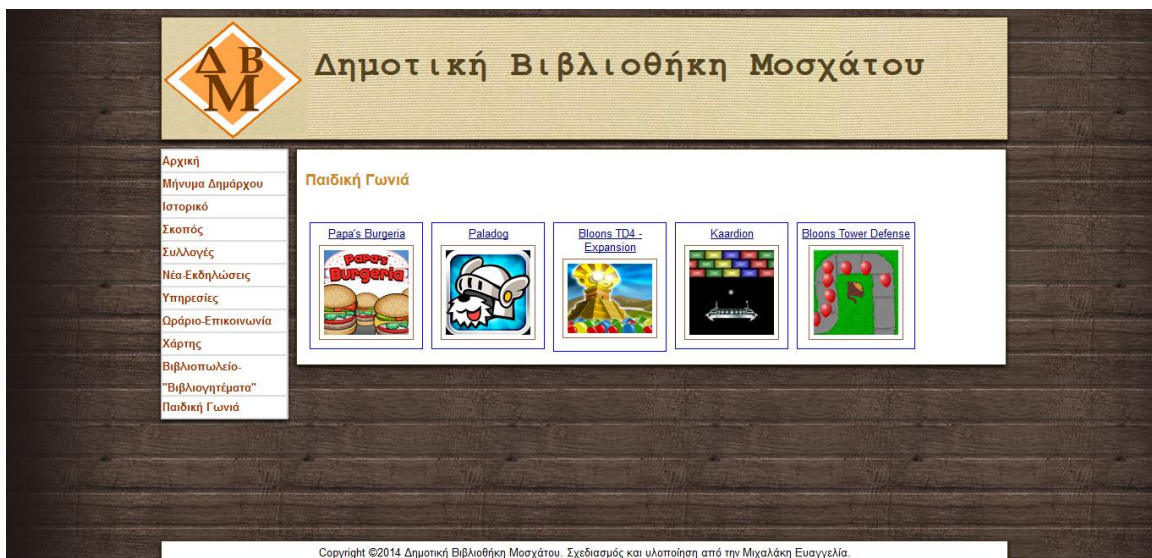 Δ Β
Μ
Δημοτική Βιβλιοθήκη Μοσχάτου
Αρχική
Μήνυμα Δημάρχου
Ιστορικό
Σκοπός
Συλλογές
Νέα-Εκδηλώσεις
Υπηρεσίες
Ωράριο-Επικοινωνία
Χάρτης
Βιβλιοπωλείο-
"Βιβλιογητέματα"
Παιδική Γωνιά
Παιδική Γωνιά
Papa's Burgeria
Papa's
Burgeria
Paladog
Bloons TD4 -
Expansion
Kaardion
Bloons Tower Defense
Copyright ©2014 Δημοτική Βιβλιοθήκη Μοσχάτου. Σχεδιασμός και υλοποίηση από την Μιχαλάκη Ευαγγελία.